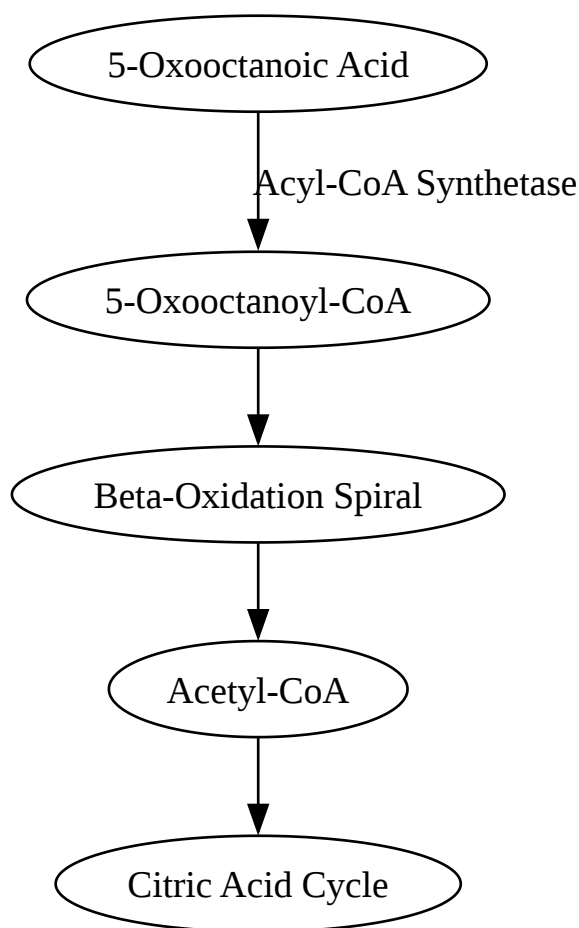 5-Oxooctanoic Acid
Acyl-CoA Synthetase
5-Oxooctanoyl-CoA
Beta-Oxidation Spiral
Acetyl-CoA
Citric Acid Cycle